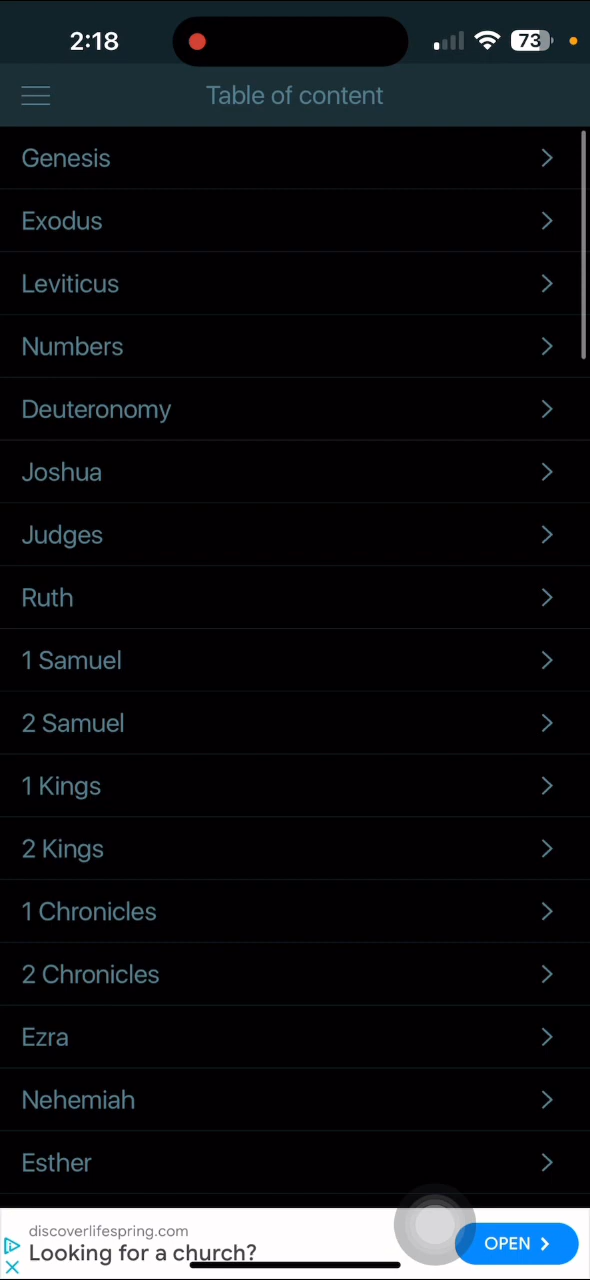 2:18
73
Table of content
Genesis
Exodus
Leviticus
Numbers
Deuteronomy
Joshua
Judges
Ruth
1 Samuel
2 Samuel
1 Kings
2 Kings
1 Chronicles
2 Chronicles
Ezra
Nehemiah
Esther
discoverlifespring.com
Looking for a church?
OPEN